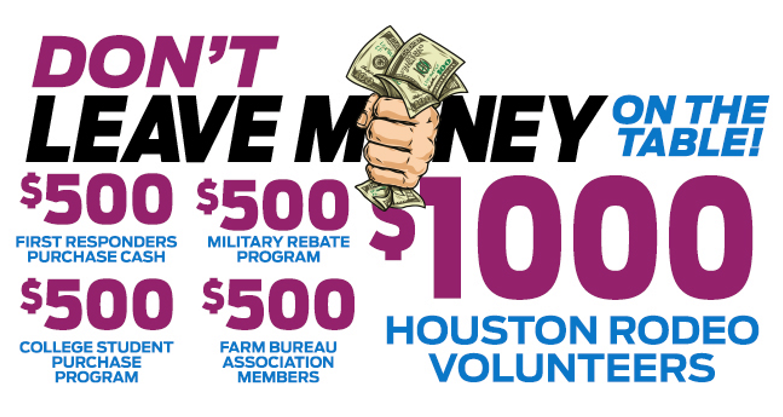 DON'T
LEAVE MONEY ON THE
TABLE!
$500
FIRST RESPONDERS
PURCHASE CASH
$500
MILITARY REBATE
PROGRAM
$500
COLLEGE STUDENT
PURCHASE
PROGRAM
$500
FARM BUREAU
ASSOCIATION
MEMBERS
$1000
HOUSTON RODEO
VOLUNTEERS